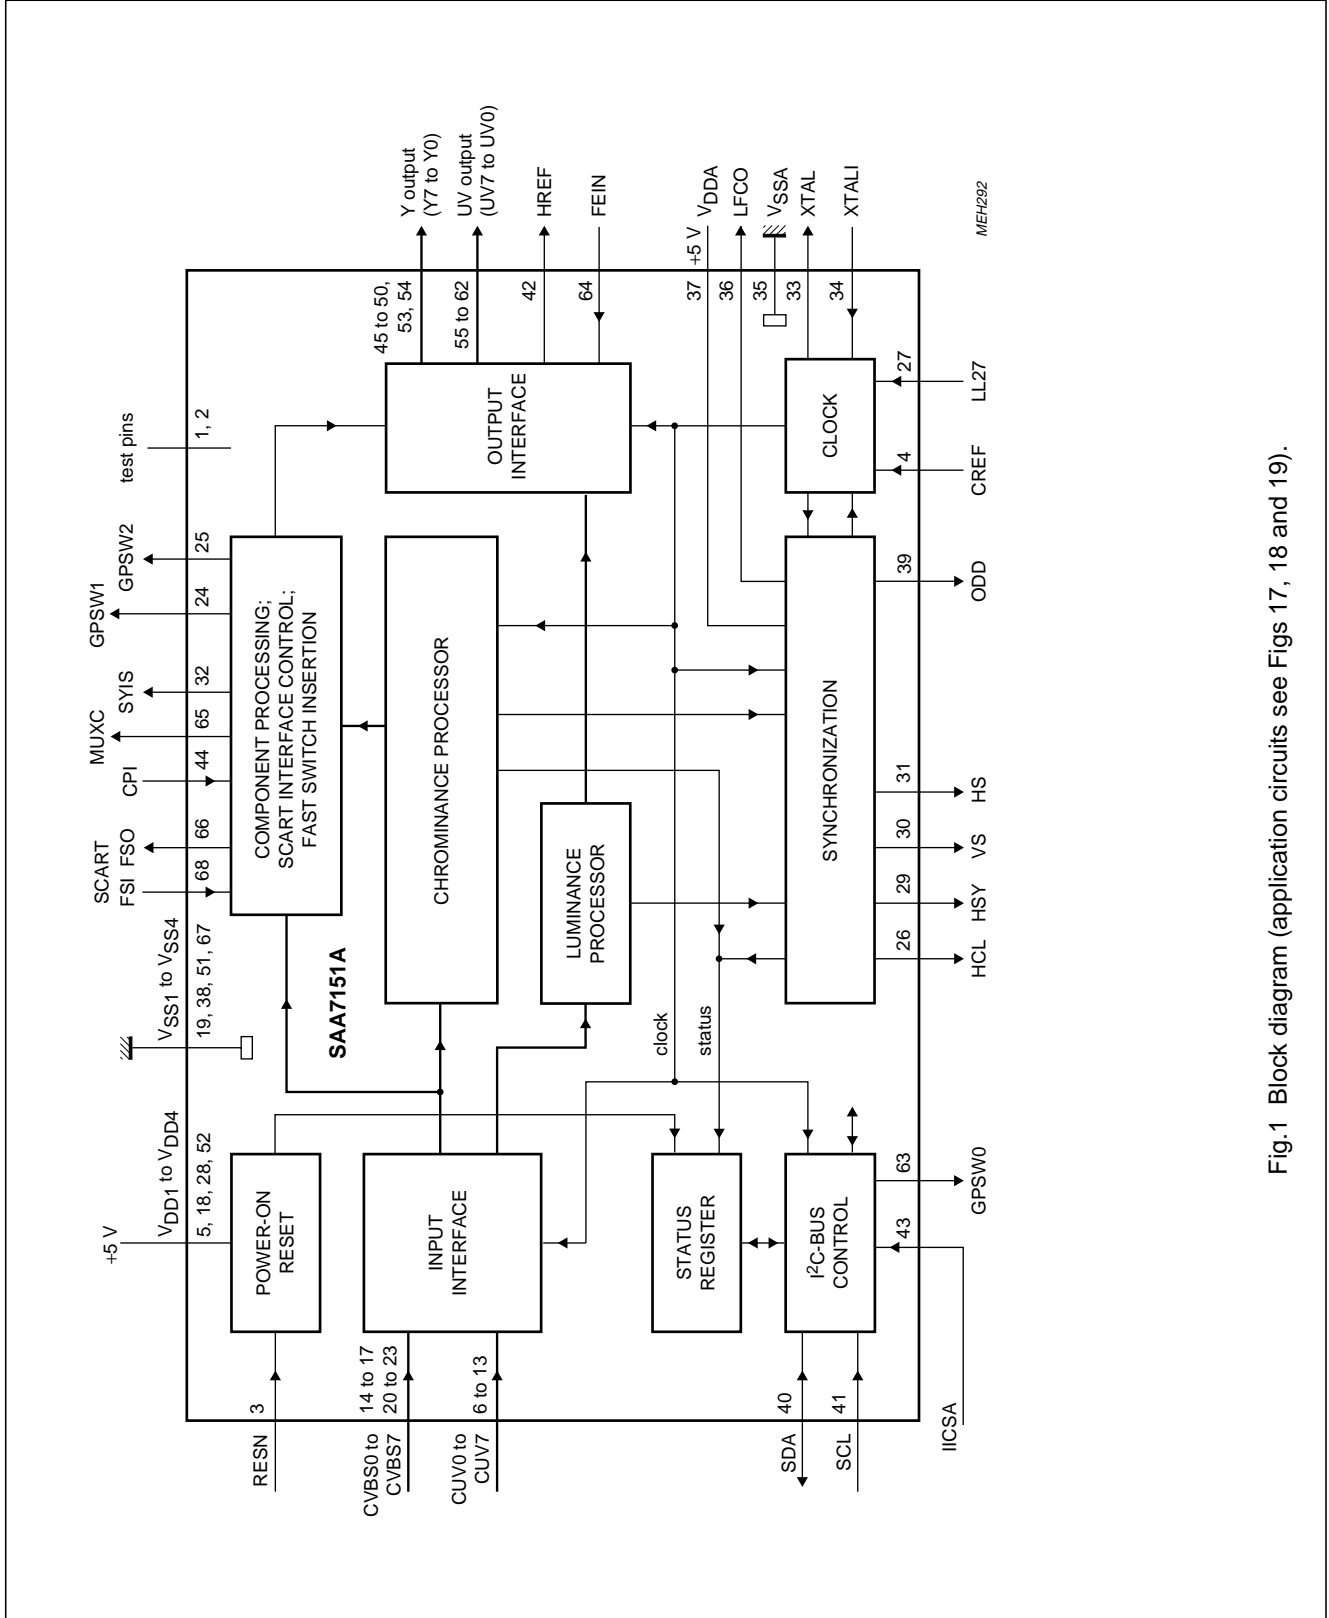 +5 V
VDD1 to VDD4
5, 18, 28, 52
VSS1 to VSS4
19, 38, 51, 67
SCART
FSI FSO
68
66
CPI
44
MUXC
65
SYIS
32
GPSW1
24
GPSW2
25
test pins
1, 2
RESN
3
POWER-ON
RESET
SAA7151A
COMPONENT PROCESSING;
SCART INTERFACE CONTROL;
FAST SWITCH INSERTION
CVBS0 to
CVBS7
14 to 17
20 to 23
CUV0 to
CUV7
6 to 13
INPUT
INTERFACE
CHROMINANCE PROCESSOR
LUMINANCE
PROCESSOR
OUTPUT
INTERFACE
45 to 50,
53, 54
Y output
(Y7 to Y0)
55 to 62
UV output
(UV7 to UV0)
42
HREF
64
FEIN
clock
status
STATUS
REGISTER
SDA
40
SCL
41
I2C-BUS
CONTROL
SYNCHRONIZATION
CLOCK
37
+5 V
VDDA
36
LFCO
35
VSSA
33
XTAL
34
XTALI
IICSA
43
63
GPSW0
26
HCL
29
HSY
30
VS
31
HS
39
ODD
4
CREF
27
LL27
MEH292
Fig.1 Block diagram (application circuits see Figs 17, 18 and 19).